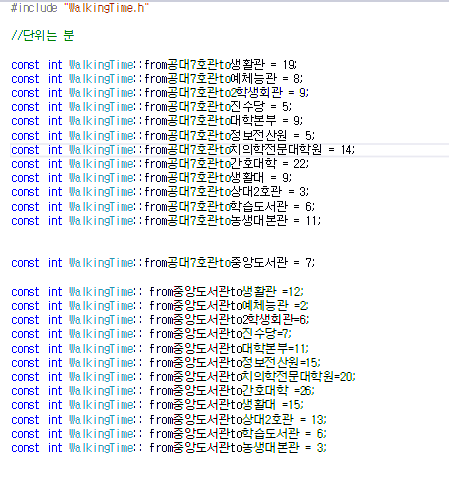 #include "WalkingTime.h"
//단위는 분
const int WalkingTime::from공대7호관to생활관 = 19;
const int WalkingTime::from공대7호관to예체능관 = 8;
const int WalkingTime::from공대7호관to2학생회관 = 9;
const int WalkingTime::from공대7호관to진수당 = 5;
const int WalkingTime::from공대7호관to대학본부 = 9;
const int WalkingTime::from공대7호관to정보전산원 = 5;
const int WalkingTime::from공대7호관to치의학전문대학원 = 14;
const int WalkingTime::from공대7호관to간호대학 = 22;
const int WalkingTime::from공대7호관to생활대 = 9;
const int WalkingTime::from공대7호관to상대2호관 = 3;
const int WalkingTime::from공대7호관to학습도서관 = 6;
const int WalkingTime::from공대7호관to농생대본관 = 11;
const int WalkingTime::from공대7호관to중앙도서관 = 7;
const int WalkingTime:: from중앙도서관to생활관 =12;
const int WalkingTime:: from중앙도서관to예체능관 =2;
const int WalkingTime:: from중앙도서관to2학생회관=6;
const int WalkingTime:: from중앙도서관to진수당=7;
const int WalkingTime:: from중앙도서관to대학본부=11;
const int WalkingTime:: from중앙도서관to정보전산원=15;
const int WalkingTime:: from중앙도서관to치의학전문대학원=20;
const int WalkingTime:: from중앙도서관to간호대학 =26;
const int WalkingTime:: from중앙도서관to생활대 =15;
const int WalkingTime:: from중앙도서관to상대2호관 = 13;
const int WalkingTime:: from중앙도서관to학습도서관 = 6;
const int WalkingTime:: from중앙도서관to농생대본관 = 3;